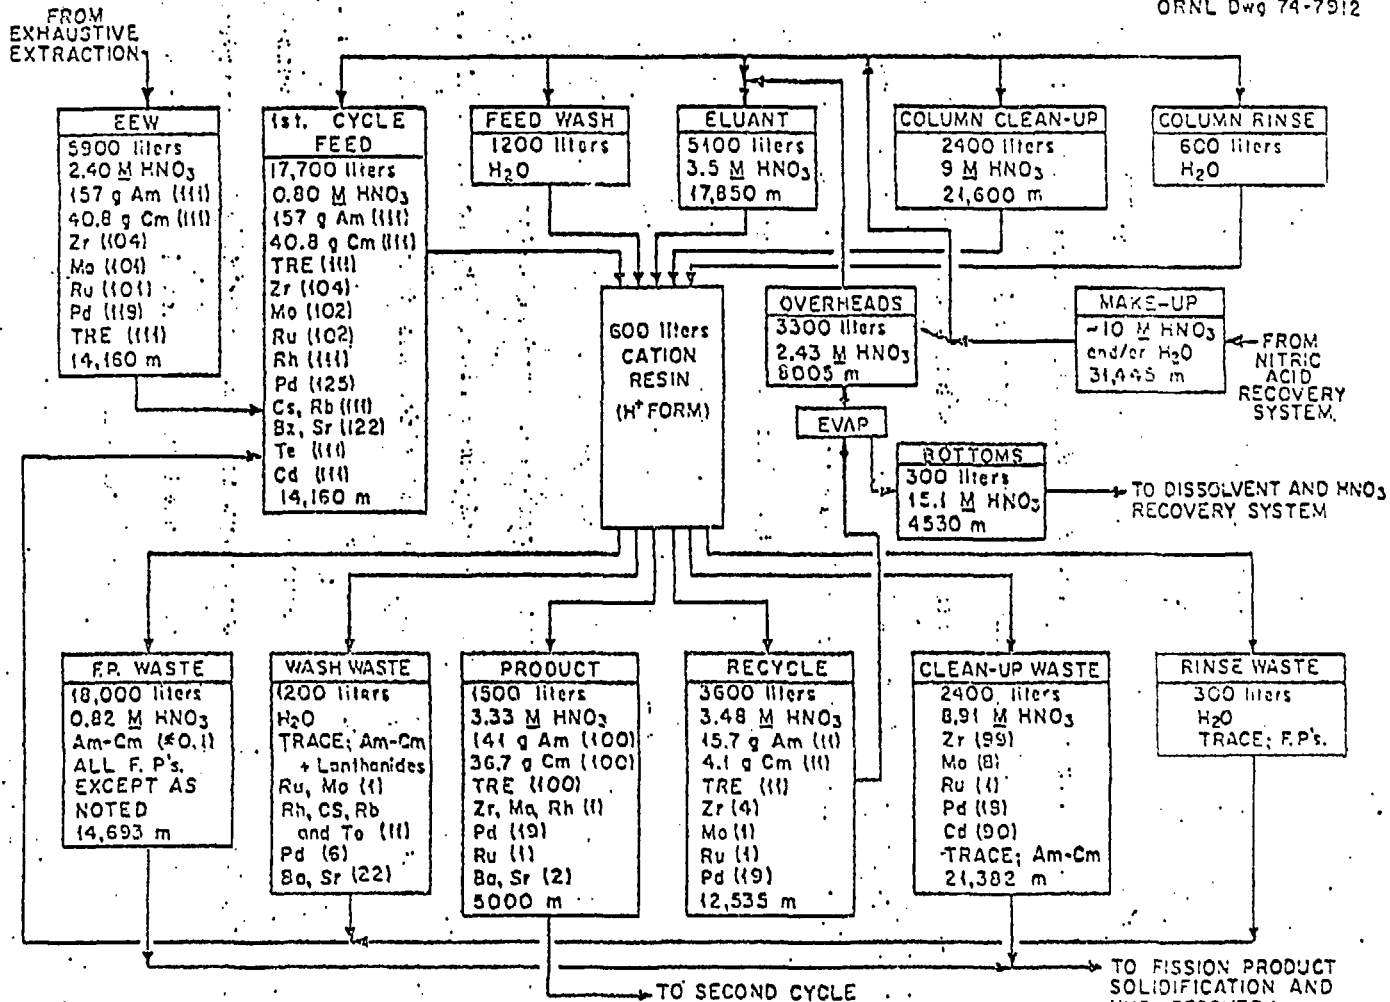 ORNL Dwg 74-7912
FROM
EXHAUSTIVE
EXTRACTION
EEW
5900 liters
2.40 M HNO3
157 g Am (111)
40.8 g Cm (111)
Zr (104)
Mo (101)
Ru (101)
Pd (119)
TRE (111)
14,160 m
1st. CYCLE
FEED
17,700 liters
0.80 M HNO3
157 g Am (111)
40.8 g Cm (111)
TRE (111)
Zr (104)
Mo (102)
Ru (102)
Rh (111)
Pd (125)
Cs, Rb (111)
Ba, Sr (122)
Te (111)
Cd (111)
14,160 m
FEED WASH
1200 liters
H2O
ELUANT
5100 liters
3.5 M HNO3
17,850 m
COLUMN CLEAN-UP
2400 liters
9 M HNO3
21,600 m
COLUMN RINSE
600 liters
H2O
600 liters
CATION
RESIN
(H+ FORM)
OVERHEADS
3300 liters
2.43 M HNO3
8005 m
MAKE-UP
~10 M HNO3
and/or H2O
31,445 m
FROM
NITRIC
ACID
RECOVERY
SYSTEM.
EVAP
BOTTOMS
300 liters
15.1 M HNO3
4530 m
TO DISSOLVENT AND HNO3
RECOVERY SYSTEM
F.P. WASTE
18,000 liters
0.82 M HNO3
Am-Cm (≤0.1)
ALL F. P's.
EXCEPT AS
NOTED
14,693 m
WASH WASTE
1200 liters
H2O
TRACE; Am-Cm
+ Lanthanides
Ru, Mo (1)
Rh, CS, Rb
and Te (11)
Pd (6)
Ba, Sr (22)
PRODUCT
1500 liters
3.33 M HNO3
141 g Am (100)
36.7 g Cm (100)
TRE (100)
Zr, Mo, Rh (1)
Pd (19)
Ru (1)
Ba, Sr (2)
5000 m
RECYCLE
3600 liters
3.48 M HNO3
15.7 g Am (11)
4.1 g Cm (11)
TRE (11)
Zr (4)
Mo (1)
Ru (1)
Pd (19)
12,535 m
CLEAN-UP WASTE
2400 liters
8.91 M HNO3
Zr (99)
Mo (8)
Ru (1)
Pd (19)
Cd (90)
TRACE; Am-Cm
21,382 m
RINSE WASTE
300 liters
H2O
TRACE; F.P's.
TO FISSION PRODUCT
SOLIDIFICATION AND
TO SECOND CYCLE